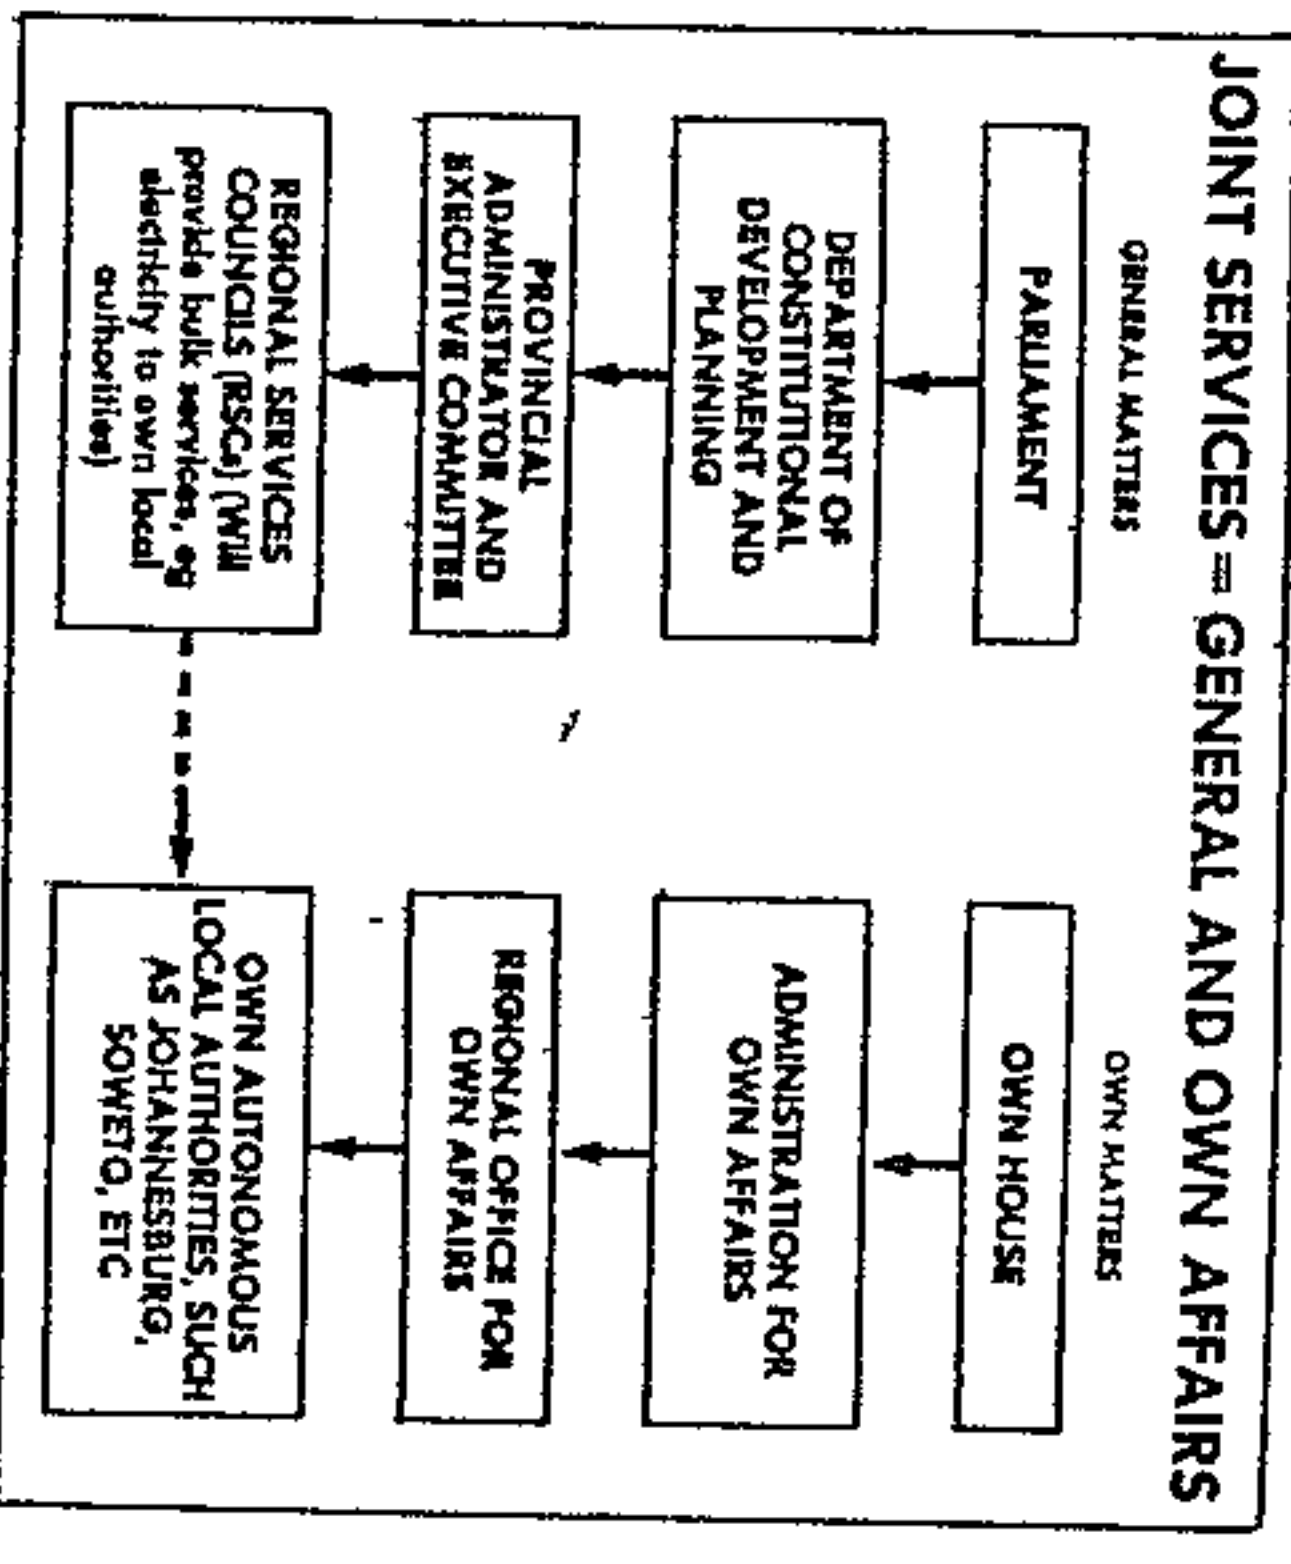 JOINT SERVICES = GENERAL AND OWN AFFAIRS
GENERAL MATTERS
PARLIAMENT
DEPARTMENT OF
CONSTITUTIONAL
DEVELOPMENT AND
PLANNING
PROVINCIAL
ADMINISTRATOR AND
EXECUTIVE COMMITTEE
REGIONAL SERVICES
COUNCILS (RSCs) (Will
provide bulk services, eg
electricity to own local
authorities)
OWN MATTERS
OWN HOUSE
ADMINISTRATION FOR
OWN AFFAIRS
REGIONAL OFFICE FOR
OWN AFFAIRS
OWN AUTONOMOUS
LOCAL AUTHORITIES, SUCH
AS JOHANNESBURG,
SOWETO, ETC